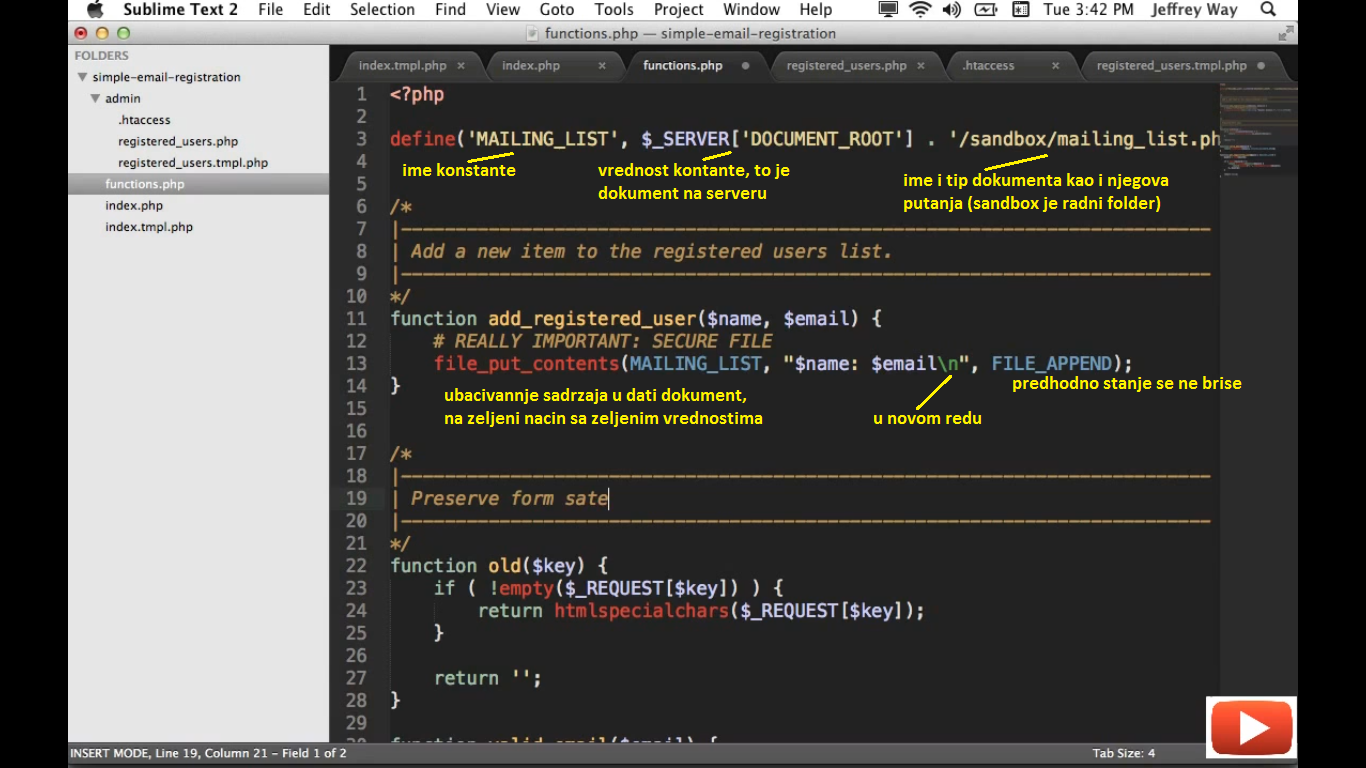 Sublime Text 2 File Edit Selection Find View Goto Tools Project Window Help Tue 3:42 PM Jeffrey Way
functions.php — simple-email-registration
FOLDERS
simple-email-registration
admin
.htaccess
registered_users.php
registered_users.tmpl.php
functions.php
index.php
index.tmpl.php
index.tmpl.php × index.php × functions.php registered_users.php × .htaccess × registered_users.tmpl.php
1 <?php
2
3 define('MAILING_LIST', $_SERVER['DOCUMENT_ROOT'] . '/sandbox/mailing_list.ph
4
ime konstante
vrednost kontante, to je
dokument na serveru
ime i tip dokumenta kao i njegova
putanja (sandbox je radni folder)
5
6 /*
7 |--------------------------------------------------------------------------
8 | Add a new item to the registered users list.
9 |--------------------------------------------------------------------------
10 */
11 function add_registered_user($name, $email) {
12 # REALLY IMPORTANT: SECURE FILE
13 file_put_contents(MAILING_LIST, "$name: $email\n", FILE_APPEND);
14 }
ubacivannje sadrzaja u dati dokument,
na zeljeni nacin sa zeljenim vrednostima
u novom redu
predhodno stanje se ne brise
15
16
17 /*
18 |--------------------------------------------------------------------------
19 | Preserve form sate
20 |--------------------------------------------------------------------------
21 */
22 function old($key) {
23 if ( !empty($_REQUEST[$key]) ) {
24 return htmlspecialchars($_REQUEST[$key]);
25 }
26
27 return '';
28 }
29
30 function valid_email($email) {
INSERT MODE, Line 19, Column 21 - Field 1 of 2 Tab Size: 4